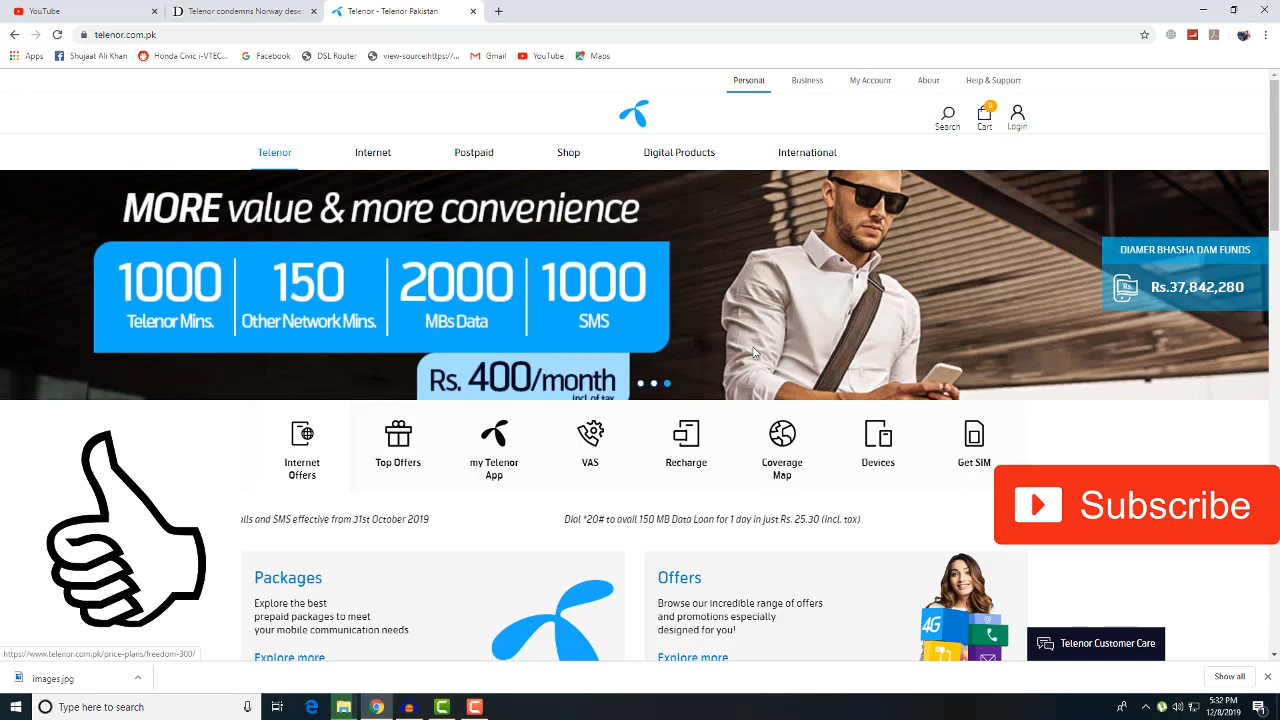 YouTube
Telenor condemns Norway dese
Telenor - Telenor Pakistan
telenor.com.pk
Apps
Shujaat Ali Khan
Honda Civic i-VTEC...
Facebook
DSL Router
view-source:https://...
Gmail
YouTube
Maps
Personal
Business
My Account
About
Help & Support
0
Search
Cart
Login
Telenor
Internet
Postpaid
Shop
Digital Products
International
MORE value & more convenience
1000
Telenor Mins.
150
Other Network Mins.
2000
MBs Data
1000
SMS
Rs. 400/month
incl. of tax
DIAMER BHASHA DAM FUNDS
Rs.
Rs.37,842,280
Internet
Offers
Top Offers
my Telenor
App
VAS
Recharge
Coverage
Map
Devices
Get SIM
Subscribe
alls and SMS effective from 31st October 2019
Dial *20# to avail 150 MB Data Loan for 1 day in just Rs. 25.30 (incl. tax)
Packages
Explore the best
prepaid packages to meet
your mobile communication needs.
Explore more
Offers
Browse our incredible range of offers
and promotions especially
designed for you!
Explore more
4G
@
Telenor Customer Care
https://www.telenor.com.pk/price-plans/freedom-300/
images.jpg
Show all
Type here to search
5:32 PM
12/8/2019